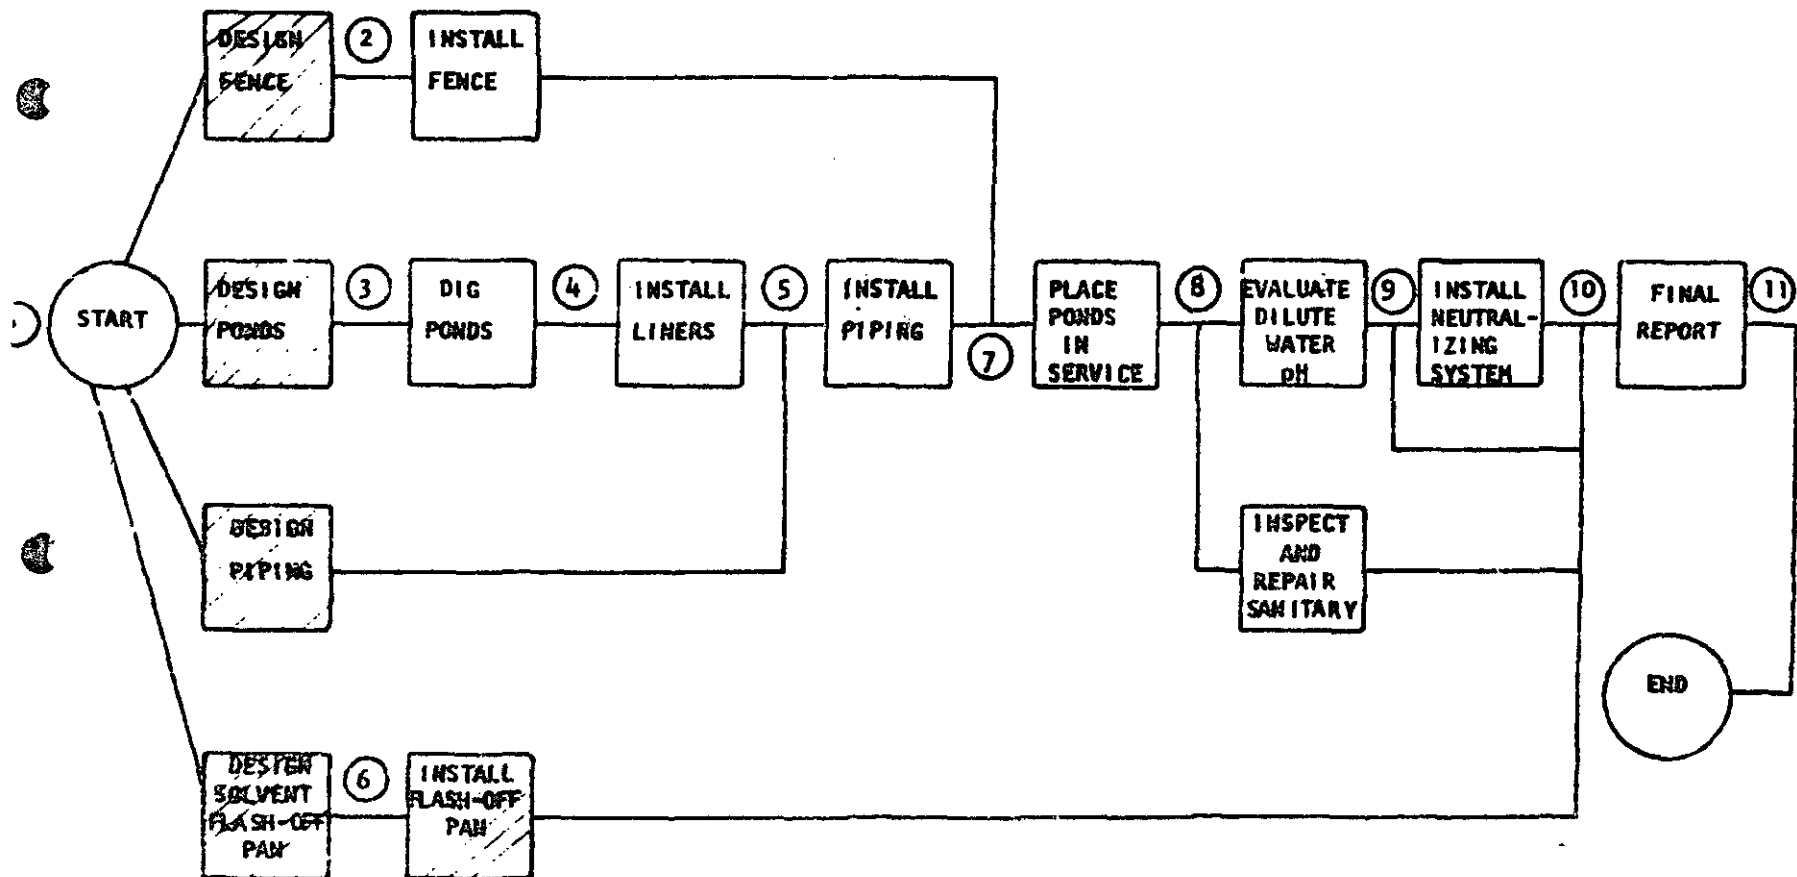 DESIGN
FENCE
2
INSTALL
FENCE
START
DESIGN
PONDS
3
DIG
PONDS
4
INSTALL
LINERS
5
INSTALL
PIPING
7
PLACE
PONDS
IN
SERVICE
8
EVALUATE
DILUTE
WATER
pH
9
INSTALL
NEUTRAL-
IZING
SYSTEM
10
FINAL
REPORT
11
DESIGN
PIPING
INSPECT
AND
REPAIR
SANITARY
END
DESIGN
SOLVENT
FLASH-OFF
PAN
6
INSTALL
FLASH-OFF
PAN